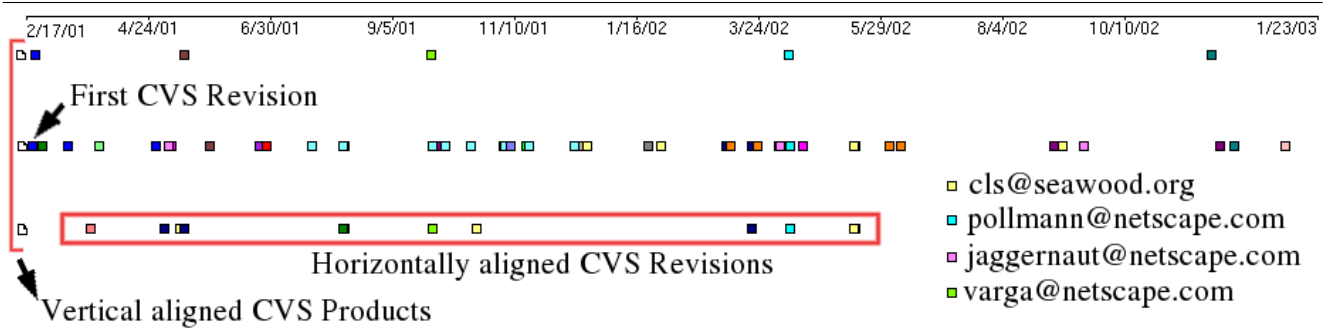 2/17/01 4/24/01 6/30/01 9/5/01 11/10/01 1/16/02 3/24/02 5/29/02 8/4/02 10/10/02 1/23/03
First CVS Revision
cls@seawood.org
pollmann@netscape.com
jaggernaut@netscape.com
varga@netscape.com
Horizontally aligned CVS Revisions
Vertical aligned CVS Products